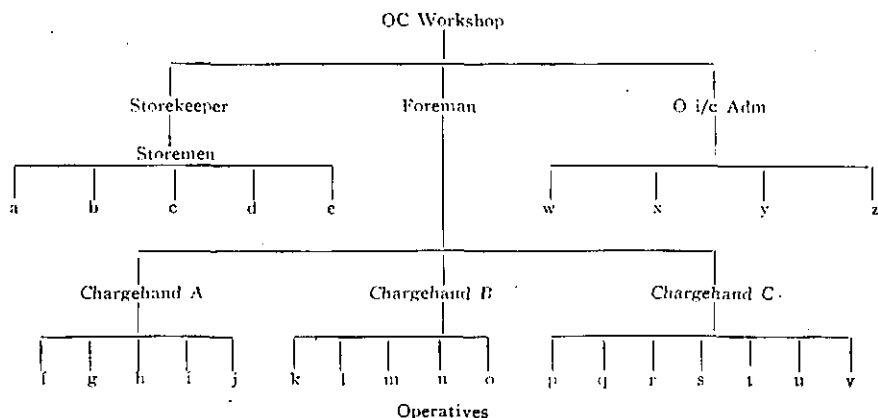 OC Workshop
Storekeeper Foreman O i/c Adm
Storemen
a b c d e w x y z
Chargehand A Chargehand B Chargehand C
f g h i j k l m n o p q r s t u v
Operatives